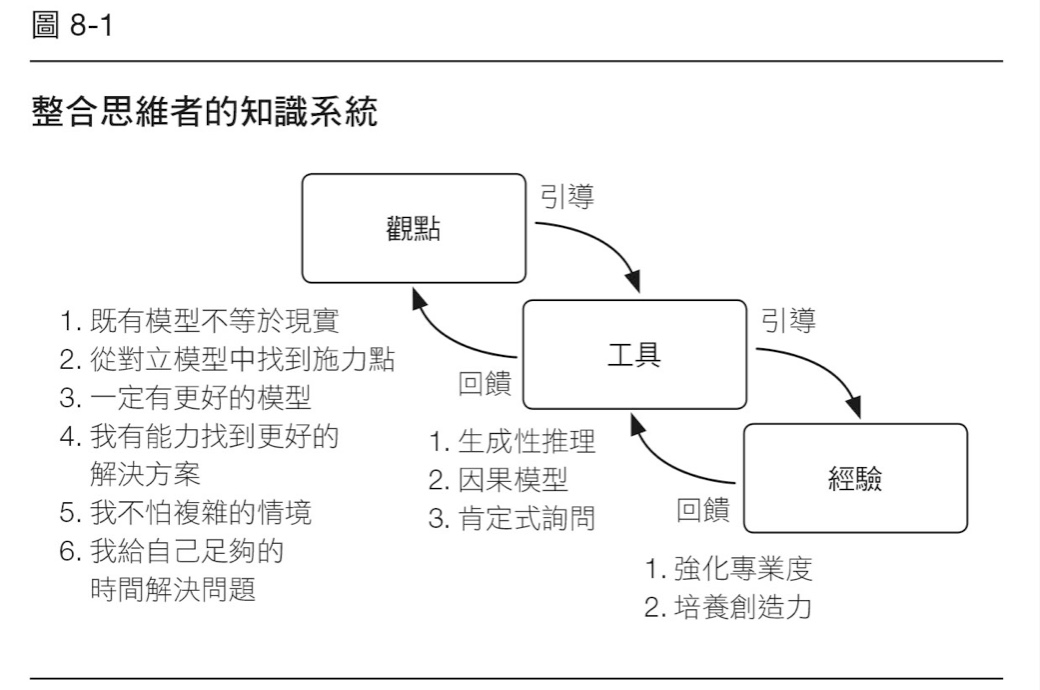 圖 8-1
整合思維者的知識系統
觀點
引導
1. 既有模型不等於現實
2. 從對立模型中找到施力點
3. 一定有更好的模型
4. 我有能力找到更好的
解決方案
5. 我不怕複雜的情境
6. 我給自己足夠的
時間解決問題
工具
引導
回饋
1. 生成性推理
2. 因果模型
3. 肯定式詢問
經驗
回饋
1. 強化專業度
2. 培養創造力